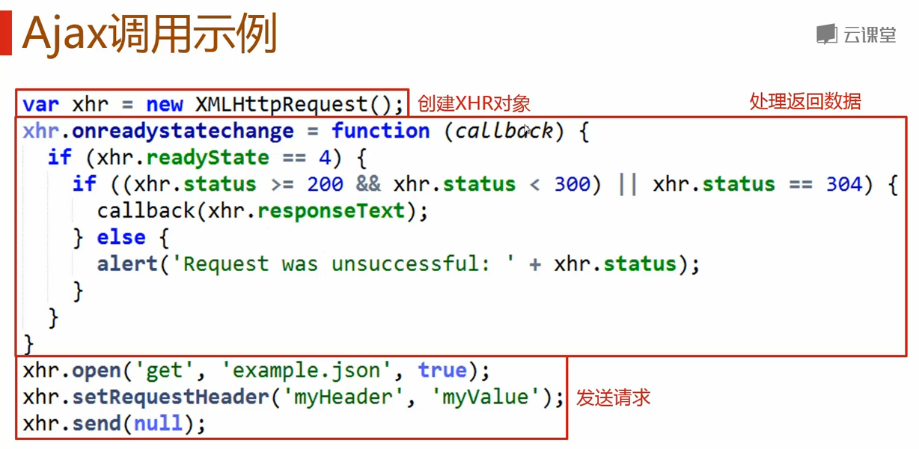 Ajax调用示例
云课堂
var xhr = new XMLHttpRequest(); 创建XHR对象 处理返回数据
xhr.onreadystatechange = function (callback) {
if (xhr.readyState == 4) {
if ((xhr.status >= 200 && xhr.status < 300) || xhr.status == 304) {
callback(xhr.responseText);
} else {
alert('Request was unsuccessful: ' + xhr.status);
}
}
}
xhr.open('get', 'example.json', true);
xhr.setRequestHeader('myHeader', 'myValue'); 发送请求
xhr.send(null);